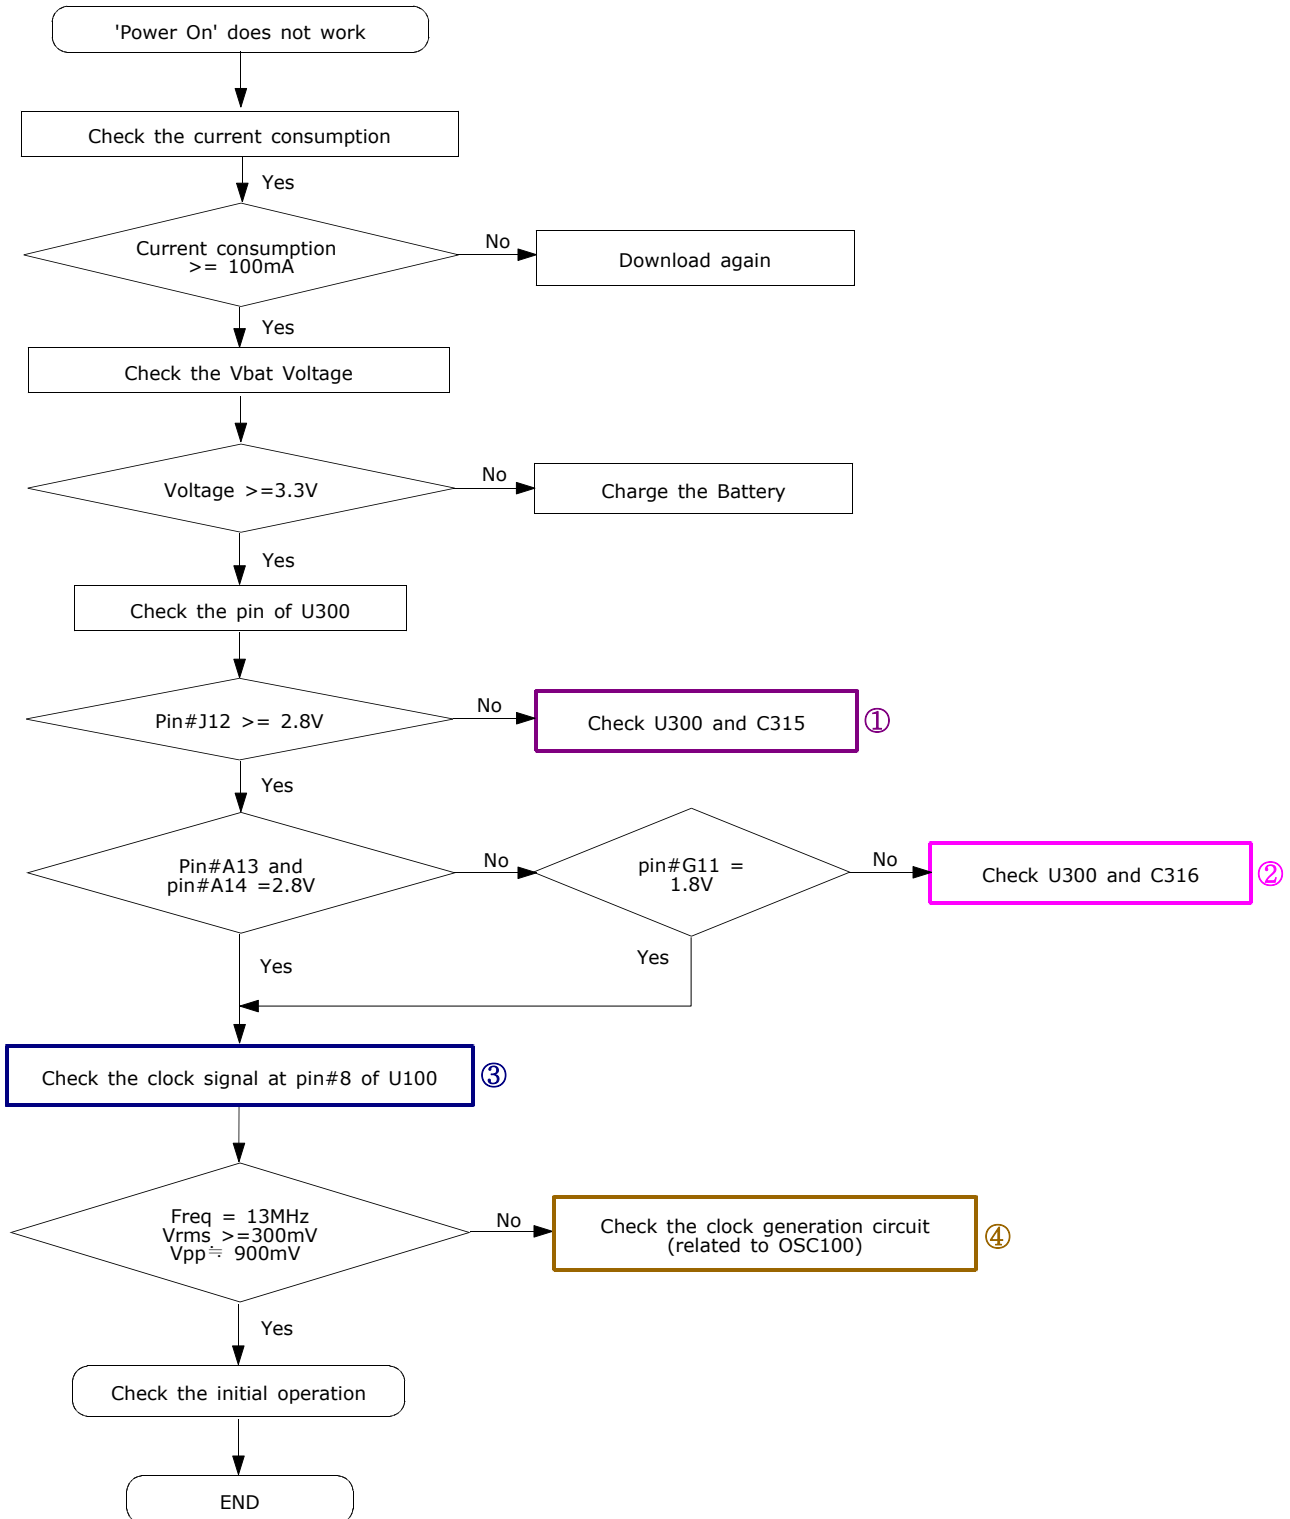 'Power On' does not work
Check the current consumption
Yes
Current consumption
>= 100mA
No
Download again
Yes
Check the Vbat Voltage
Voltage >=3.3V
No
Charge the Battery
Yes
Check the pin of U300
Pin#J12 >= 2.8V
No
Check U300 and C315
①
Yes
Pin#A13 and
pin#A14 =2.8V
No
pin#G11 =
1.8V
No
Check U300 and C316
②
Yes
Yes
Check the clock signal at pin#8 of U100
③
Freq = 13MHz
Vrms >=300mV
Vpp≒ 900mV
No
Check the clock generation circuit
(related to OSC100)
④
Yes
Check the initial operation
END